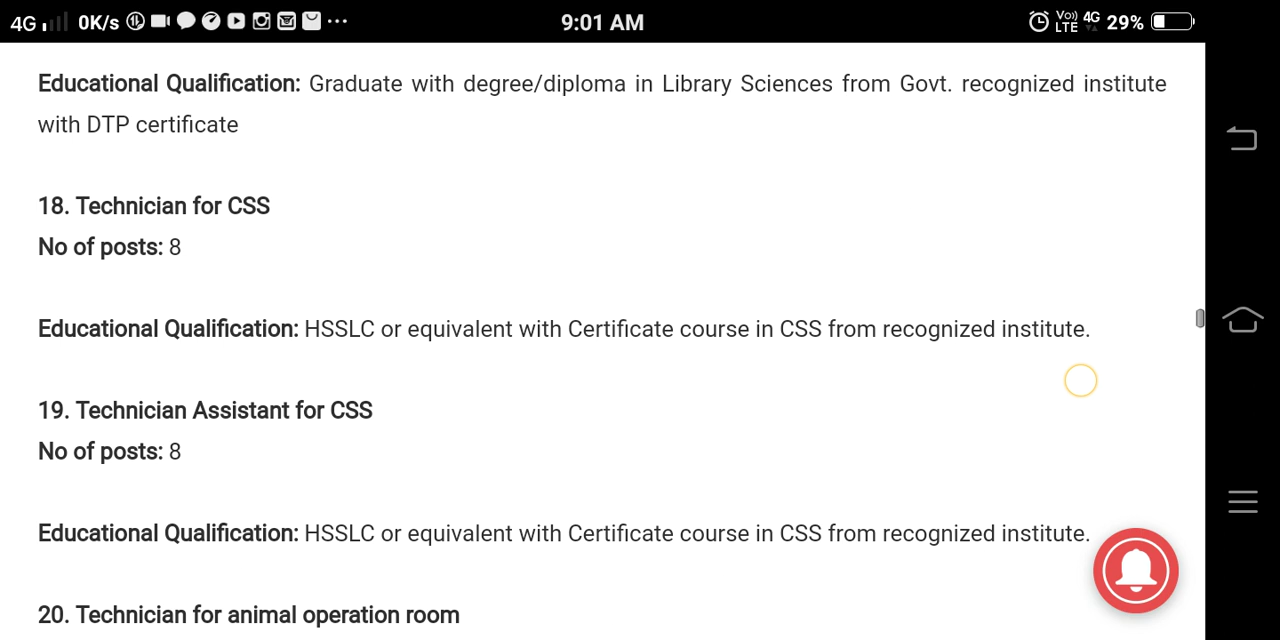 4G 0K/s ... 9:01 AM Vo)) LTE 4G 29%
Educational Qualification: Graduate with degree/diploma in Library Sciences from Govt. recognized institute
with DTP certificate
18. Technician for CSS
No of posts: 8
Educational Qualification: HSSLC or equivalent with Certificate course in CSS from recognized institute.
19. Technician Assistant for CSS
No of posts: 8
Educational Qualification: HSSLC or equivalent with Certificate course in CSS from recognized institute.
20. Technician for animal operation room